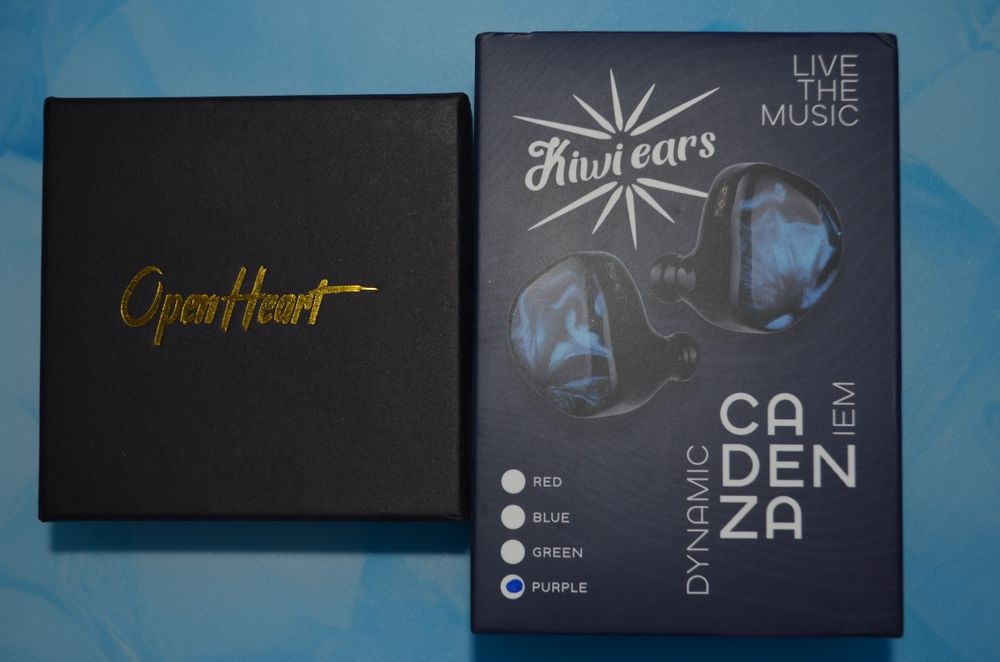 OpenHeart
LIVE
THE
MUSIC
Kiwi ears
DYNAMIC
CA
DEN
ZA
IEM
RED
BLUE
GREEN
PURPLE